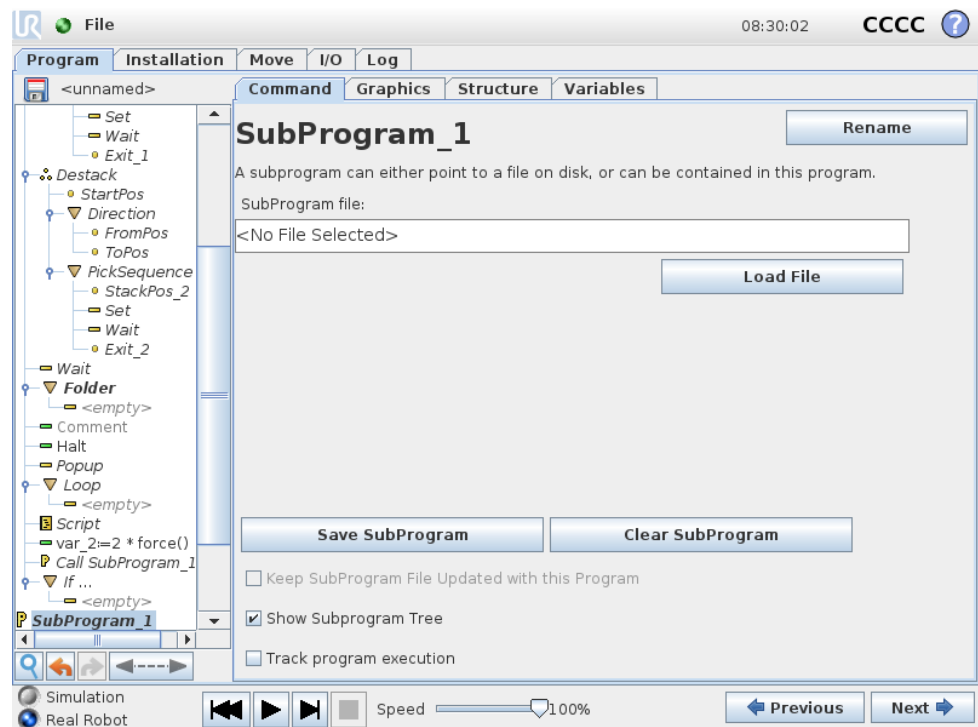 UR File 08:30:02 CCCC ?
Program Installation Move I/O Log
<unnamed> Command Graphics Structure Variables
Set
Wait
Exit_1
Destack
StartPos
Direction
FromPos
ToPos
PickSequence
StackPos_2
Set
Wait
Exit_2
Wait
Folder
<empty>
Comment
Halt
Popup
Loop
<empty>
Script
var_2:=2 * force()
Call SubProgram_1
If ...
<empty>
SubProgram_1
SubProgram_1
Rename
A subprogram can either point to a file on disk, or can be contained in this program.
SubProgram file:
<No File Selected>
Load File
Save SubProgram Clear SubProgram
Keep SubProgram File Updated with this Program
Show Subprogram Tree
Track program execution
Simulation
Real Robot
Speed 100%
Previous Next